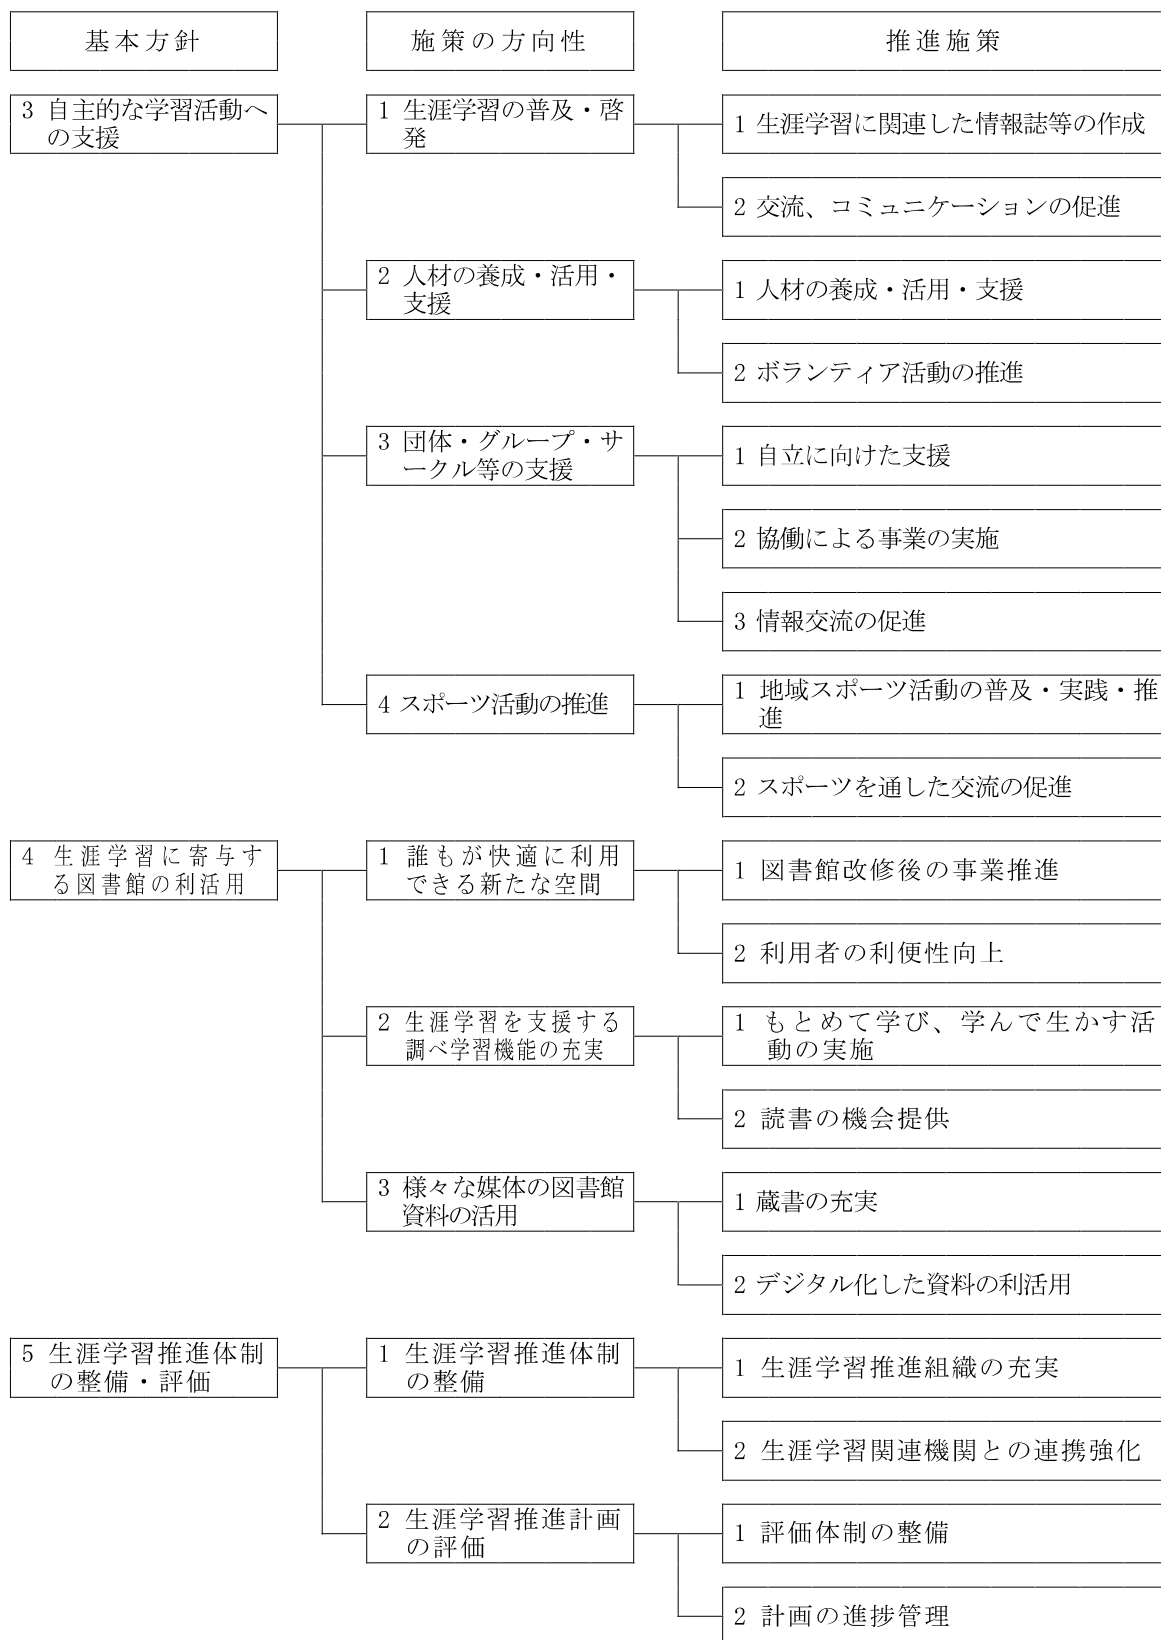 基本方針
施策の方向性
推進施策
3 自主的な学習活動へ
の支援
1 生涯学習の普及・啓
発
1 生涯学習に関連した情報誌等の作成
2 交流、コミュニケーションの促進
2 人材の養成・活用・
支援
1 人材の養成・活用・支援
2 ボランティア活動の推進
3 団体・グループ・サ
ークル等の支援
1 自立に向けた支援
2 協働による事業の実施
3 情報交流の促進
4 スポーツ活動の推進
1 地域スポーツ活動の普及・実践・推
進
2 スポーツを通した交流の促進
4 生涯学習に寄与す
る図書館の利活用
1 誰もが快適に利用
できる新たな空間
1 図書館改修後の事業推進
2 利用者の利便性向上
2 生涯学習を支援する
調べ学習機能の充実
1 もとめて学び、学んで生かす活
動の実施
2 読書の機会提供
3 様々な媒体の図書館
資料の活用
1 蔵書の充実
2 デジタル化した資料の利活用
5 生涯学習推進体制
の整備・評価
1 生涯学習推進体制
の整備
1 生涯学習推進組織の充実
2 生涯学習関連機関との連携強化
2 生涯学習推進計画
の評価
1 評価体制の整備
2 計画の進捗管理